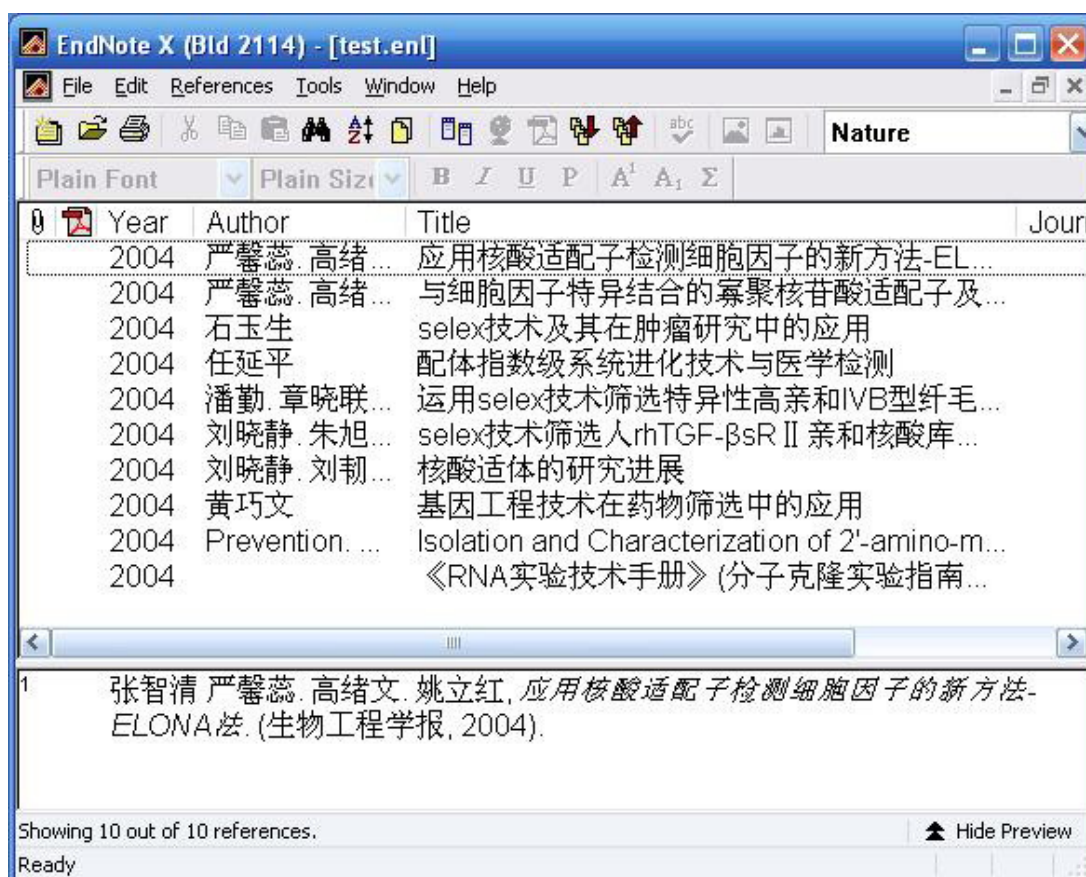 EndNote X (Bld 2114) - [test.enl]
File Edit References Tools Window Help
abc Nature
Plain Font Plain Siz B I U P A¹ A₁ Σ
Year Author Title Jour
2004 严馨蕊. 高绪... 应用核酸适配子检测细胞因子的新方法-EL...
2004 严馨蕊. 高绪... 与细胞因子特异结合的寡聚核苷酸适配子及...
2004 石玉生 selex技术及其在肿瘤研究中的应用
2004 任延平 配体指数级系统进化技术与医学检测
2004 潘勤. 章晓联... 运用selex技术筛选特异性高亲和IVB型纤毛...
2004 刘晓静. 朱旭... selex技术筛选人rhTGF-βsRⅡ亲和核酸库...
2004 刘晓静. 刘韧... 核酸适体的研究进展
2004 黄巧文 基因工程技术在药物筛选中的应用
2004 Prevention. ... Isolation and Characterization of 2'-amino-m...
2004 《RNA实验技术手册》(分子克隆实验指南...
1 张智清 严馨蕊. 高绪文. 姚立红, 应用核酸适配子检测细胞因子的新方法-
ELONA法. (生物工程学报, 2004).
Showing 10 out of 10 references. Hide Preview
Ready